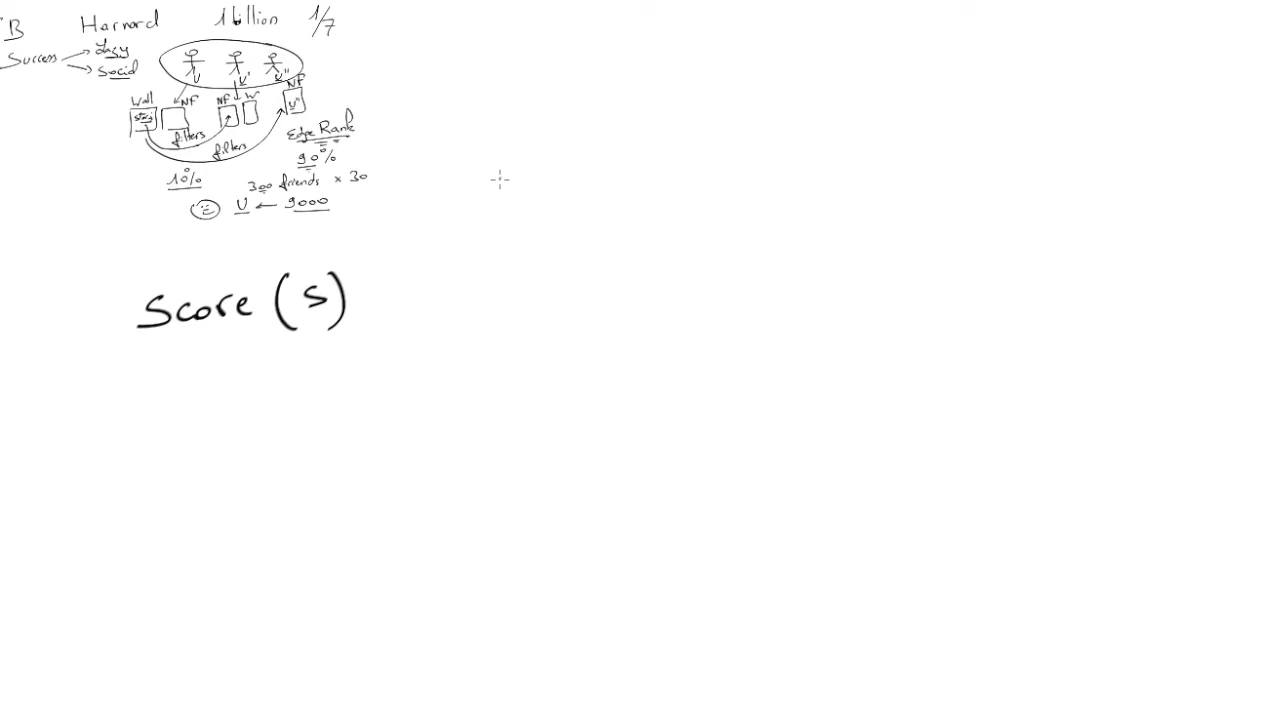 B Harvard 1 billion 1/7
Success
Lazy
Social
U U' U"
Wall NF NF W NF
U"
filters
filters
Edge Rank
90%
10%
300 friends × 30
U ← 9000
Score (s)